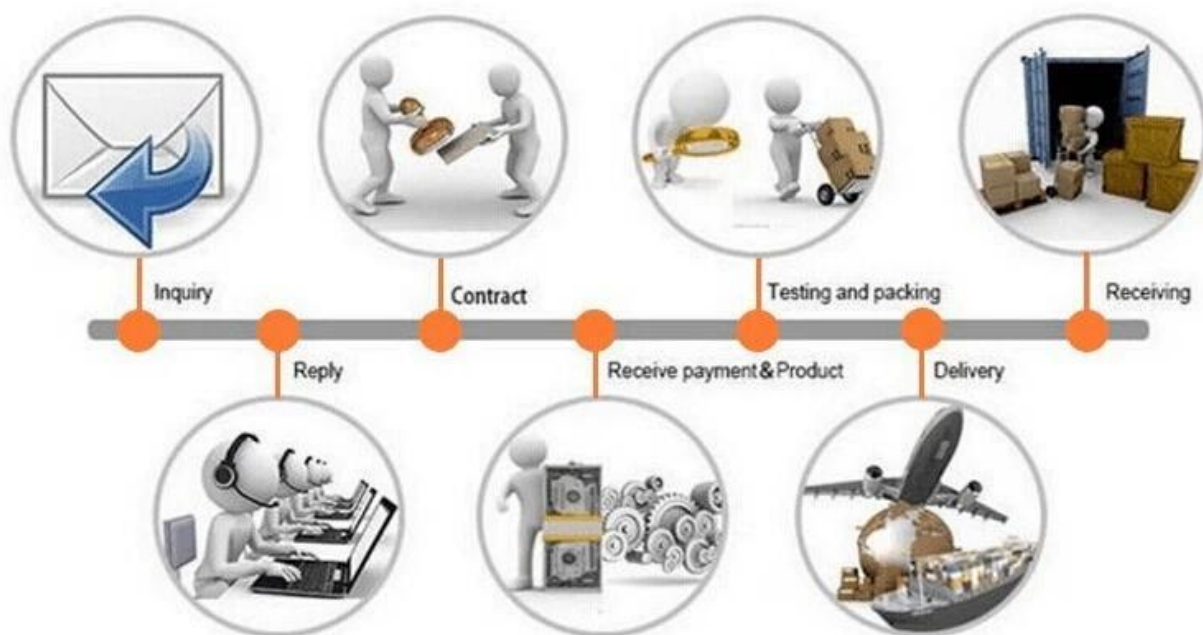 Inquiry
Contract
Testing and packing
Receiving
Reply
Receive payment&Product
Delivery